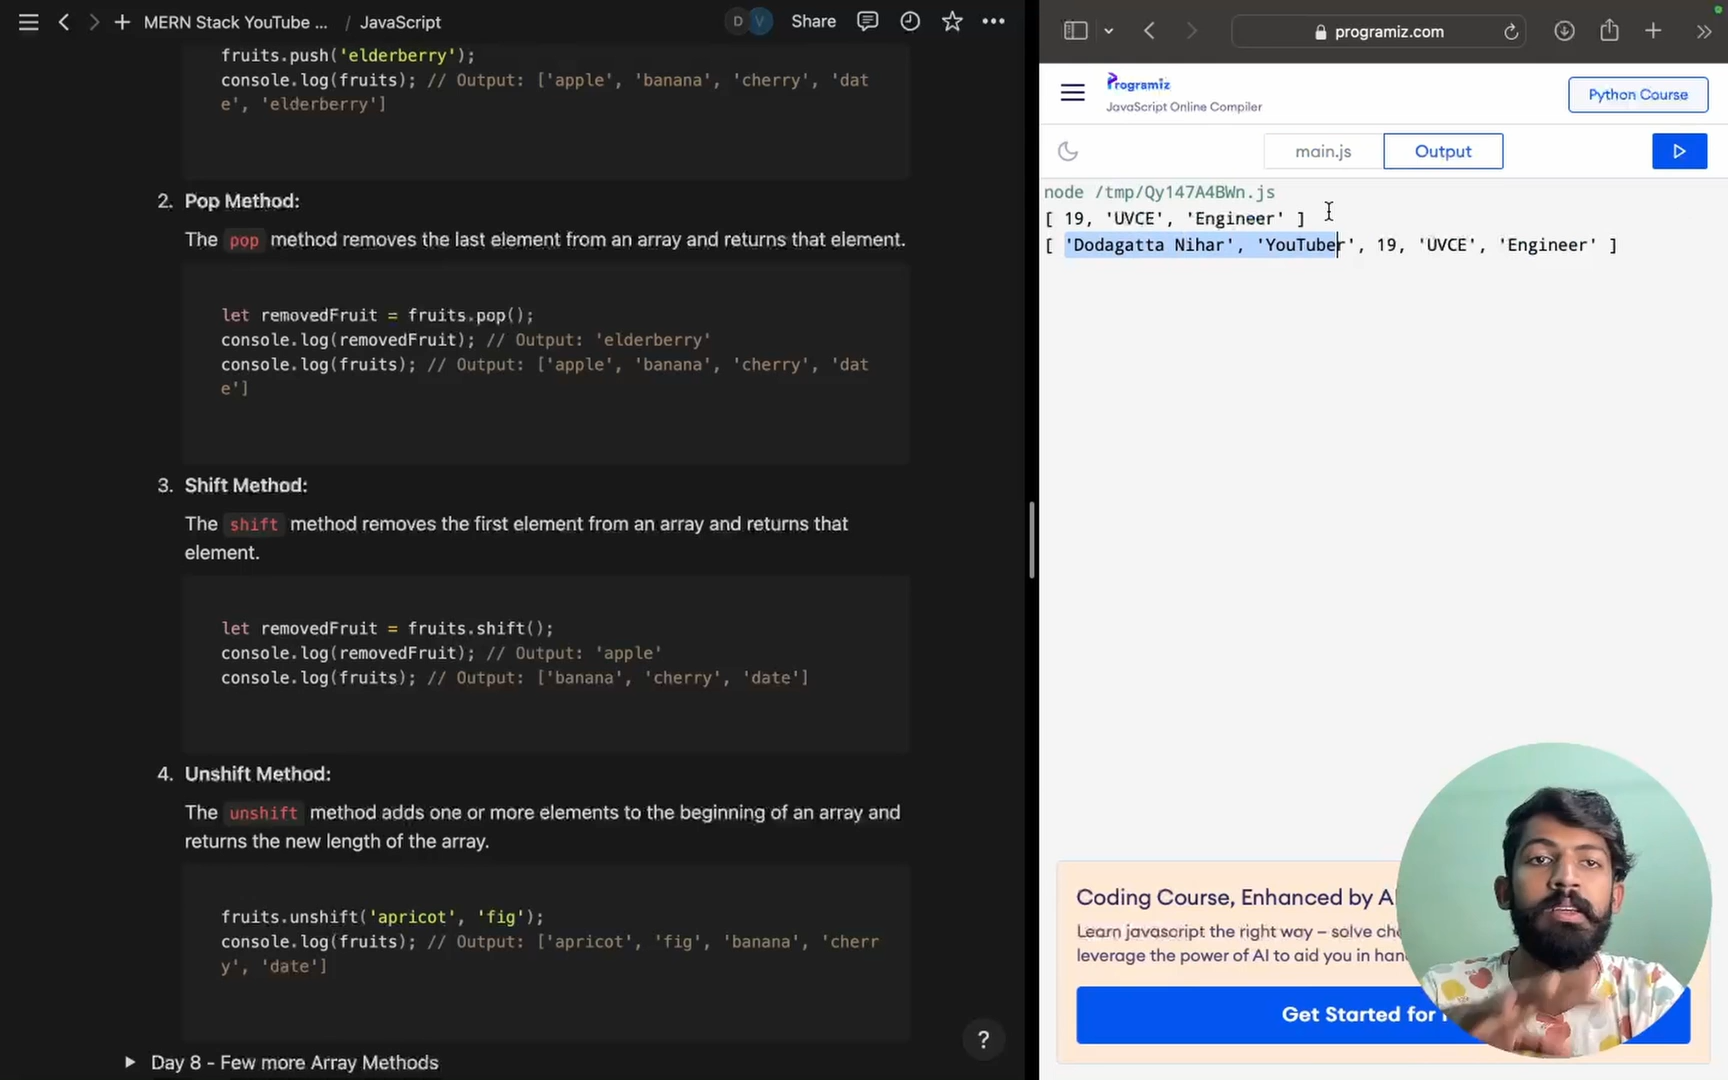 MERN Stack YouTube ... / JavaScript
D V Share
fruits.push('elderberry');
console.log(fruits); // Output: ['apple', 'banana', 'cherry', 'dat
e', 'elderberry']
2. Pop Method:
The pop method removes the last element from an array and returns that element.
let removedFruit = fruits.pop();
console.log(removedFruit); // Output: 'elderberry'
console.log(fruits); // Output: ['apple', 'banana', 'cherry', 'dat
e']
3. Shift Method:
The shift method removes the first element from an array and returns that
element.
let removedFruit = fruits.shift();
console.log(removedFruit); // Output: 'apple'
console.log(fruits); // Output: ['banana', 'cherry', 'date']
4. Unshift Method:
The unshift method adds one or more elements to the beginning of an array and
returns the new length of the array.
fruits.unshift('apricot', 'fig');
console.log(fruits); // Output: ['apricot', 'fig', 'banana', 'cherr
y', 'date']
Day 8 - Few more Array Methods
?
programiz.com
Programiz
JavaScript Online Compiler
Python Course
main.js
Output
node /tmp/Qy147A4BWn.js
[ 19, 'UVCE', 'Engineer' ]
[ 'Dodagatta Nihar', 'YouTuber', 19, 'UVCE', 'Engineer' ]
Coding Course, Enhanced by AI
Learn javascript the right way – solve
leverage the power of AI to aid you in
Get Started for